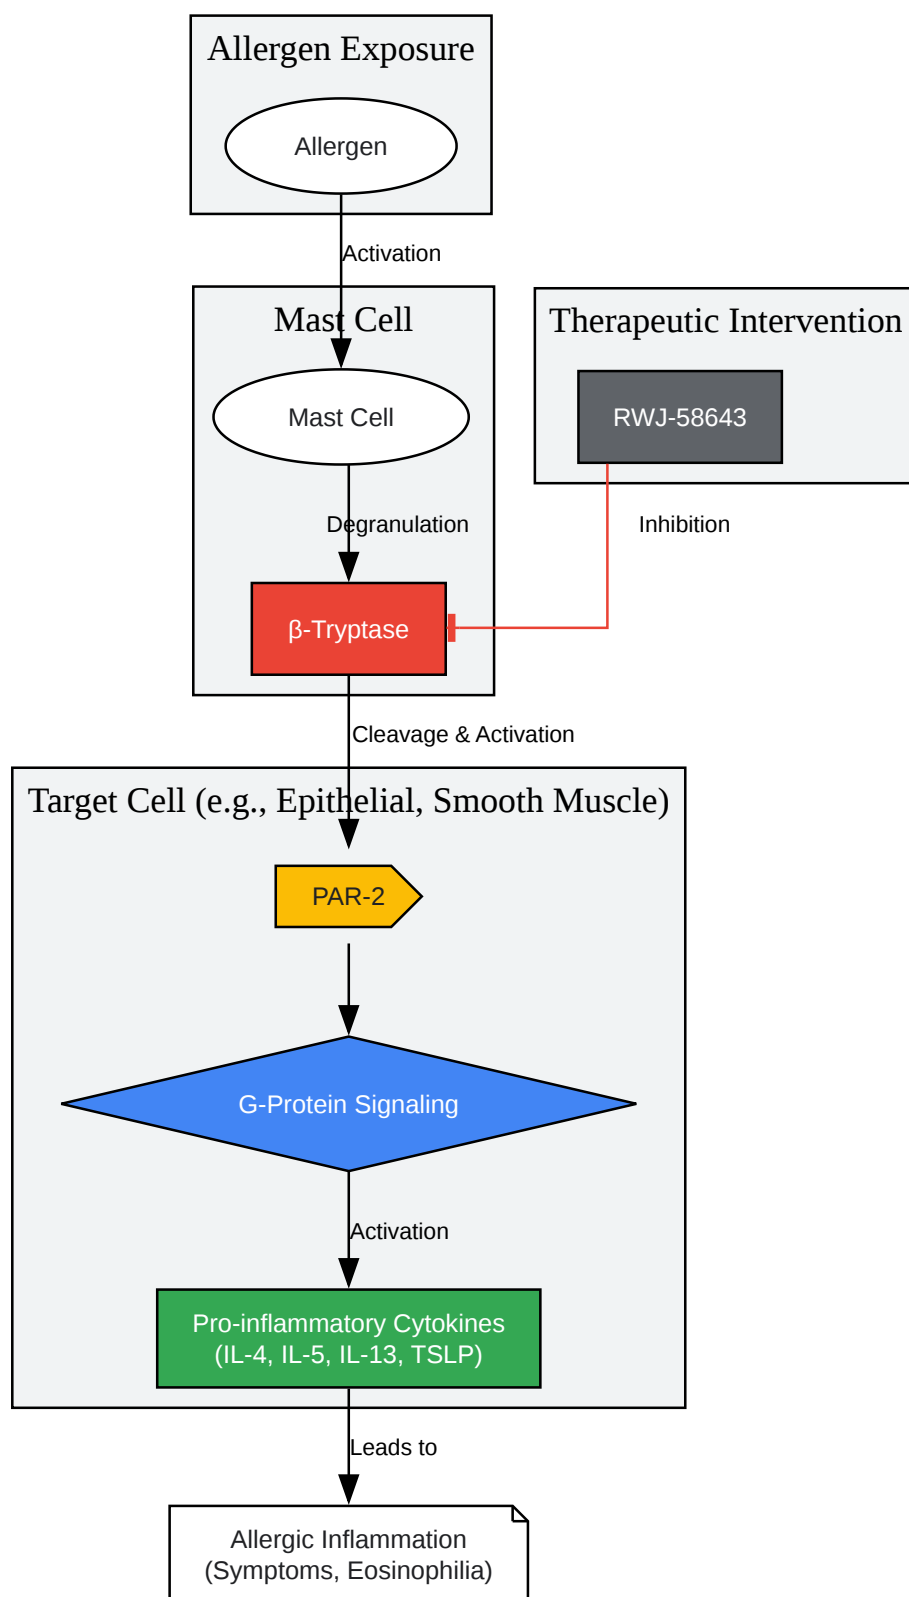 Allergen Exposure
Allergen
Activation
Mast Cell
Mast Cell
Therapeutic Intervention
RWJ-58643
Degranulation
Inhibition
β-Tryptase
Cleavage & Activation
Target Cell (e.g., Epithelial, Smooth Muscle)
PAR-2
G-Protein Signaling
Activation
Pro-inflammatory Cytokines
(IL-4, IL-5, IL-13, TSLP)
Leads to
Allergic Inflammation
(Symptoms, Eosinophilia)